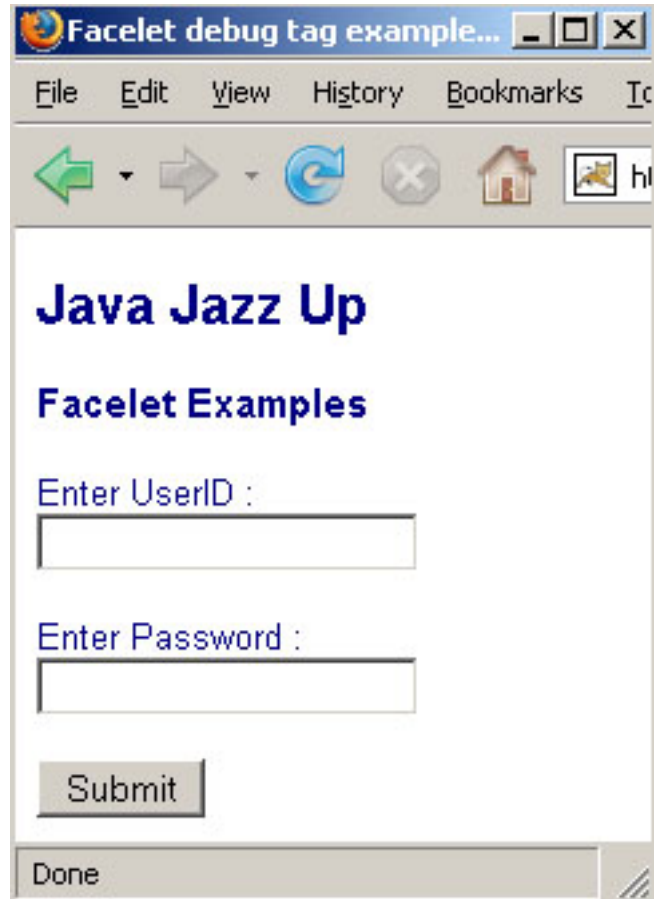 Facelet debug tag example...
File Edit View History Bookmarks
Java Jazz Up
Facelet Examples
Enter UserID :
Enter Password :
Submit
Done